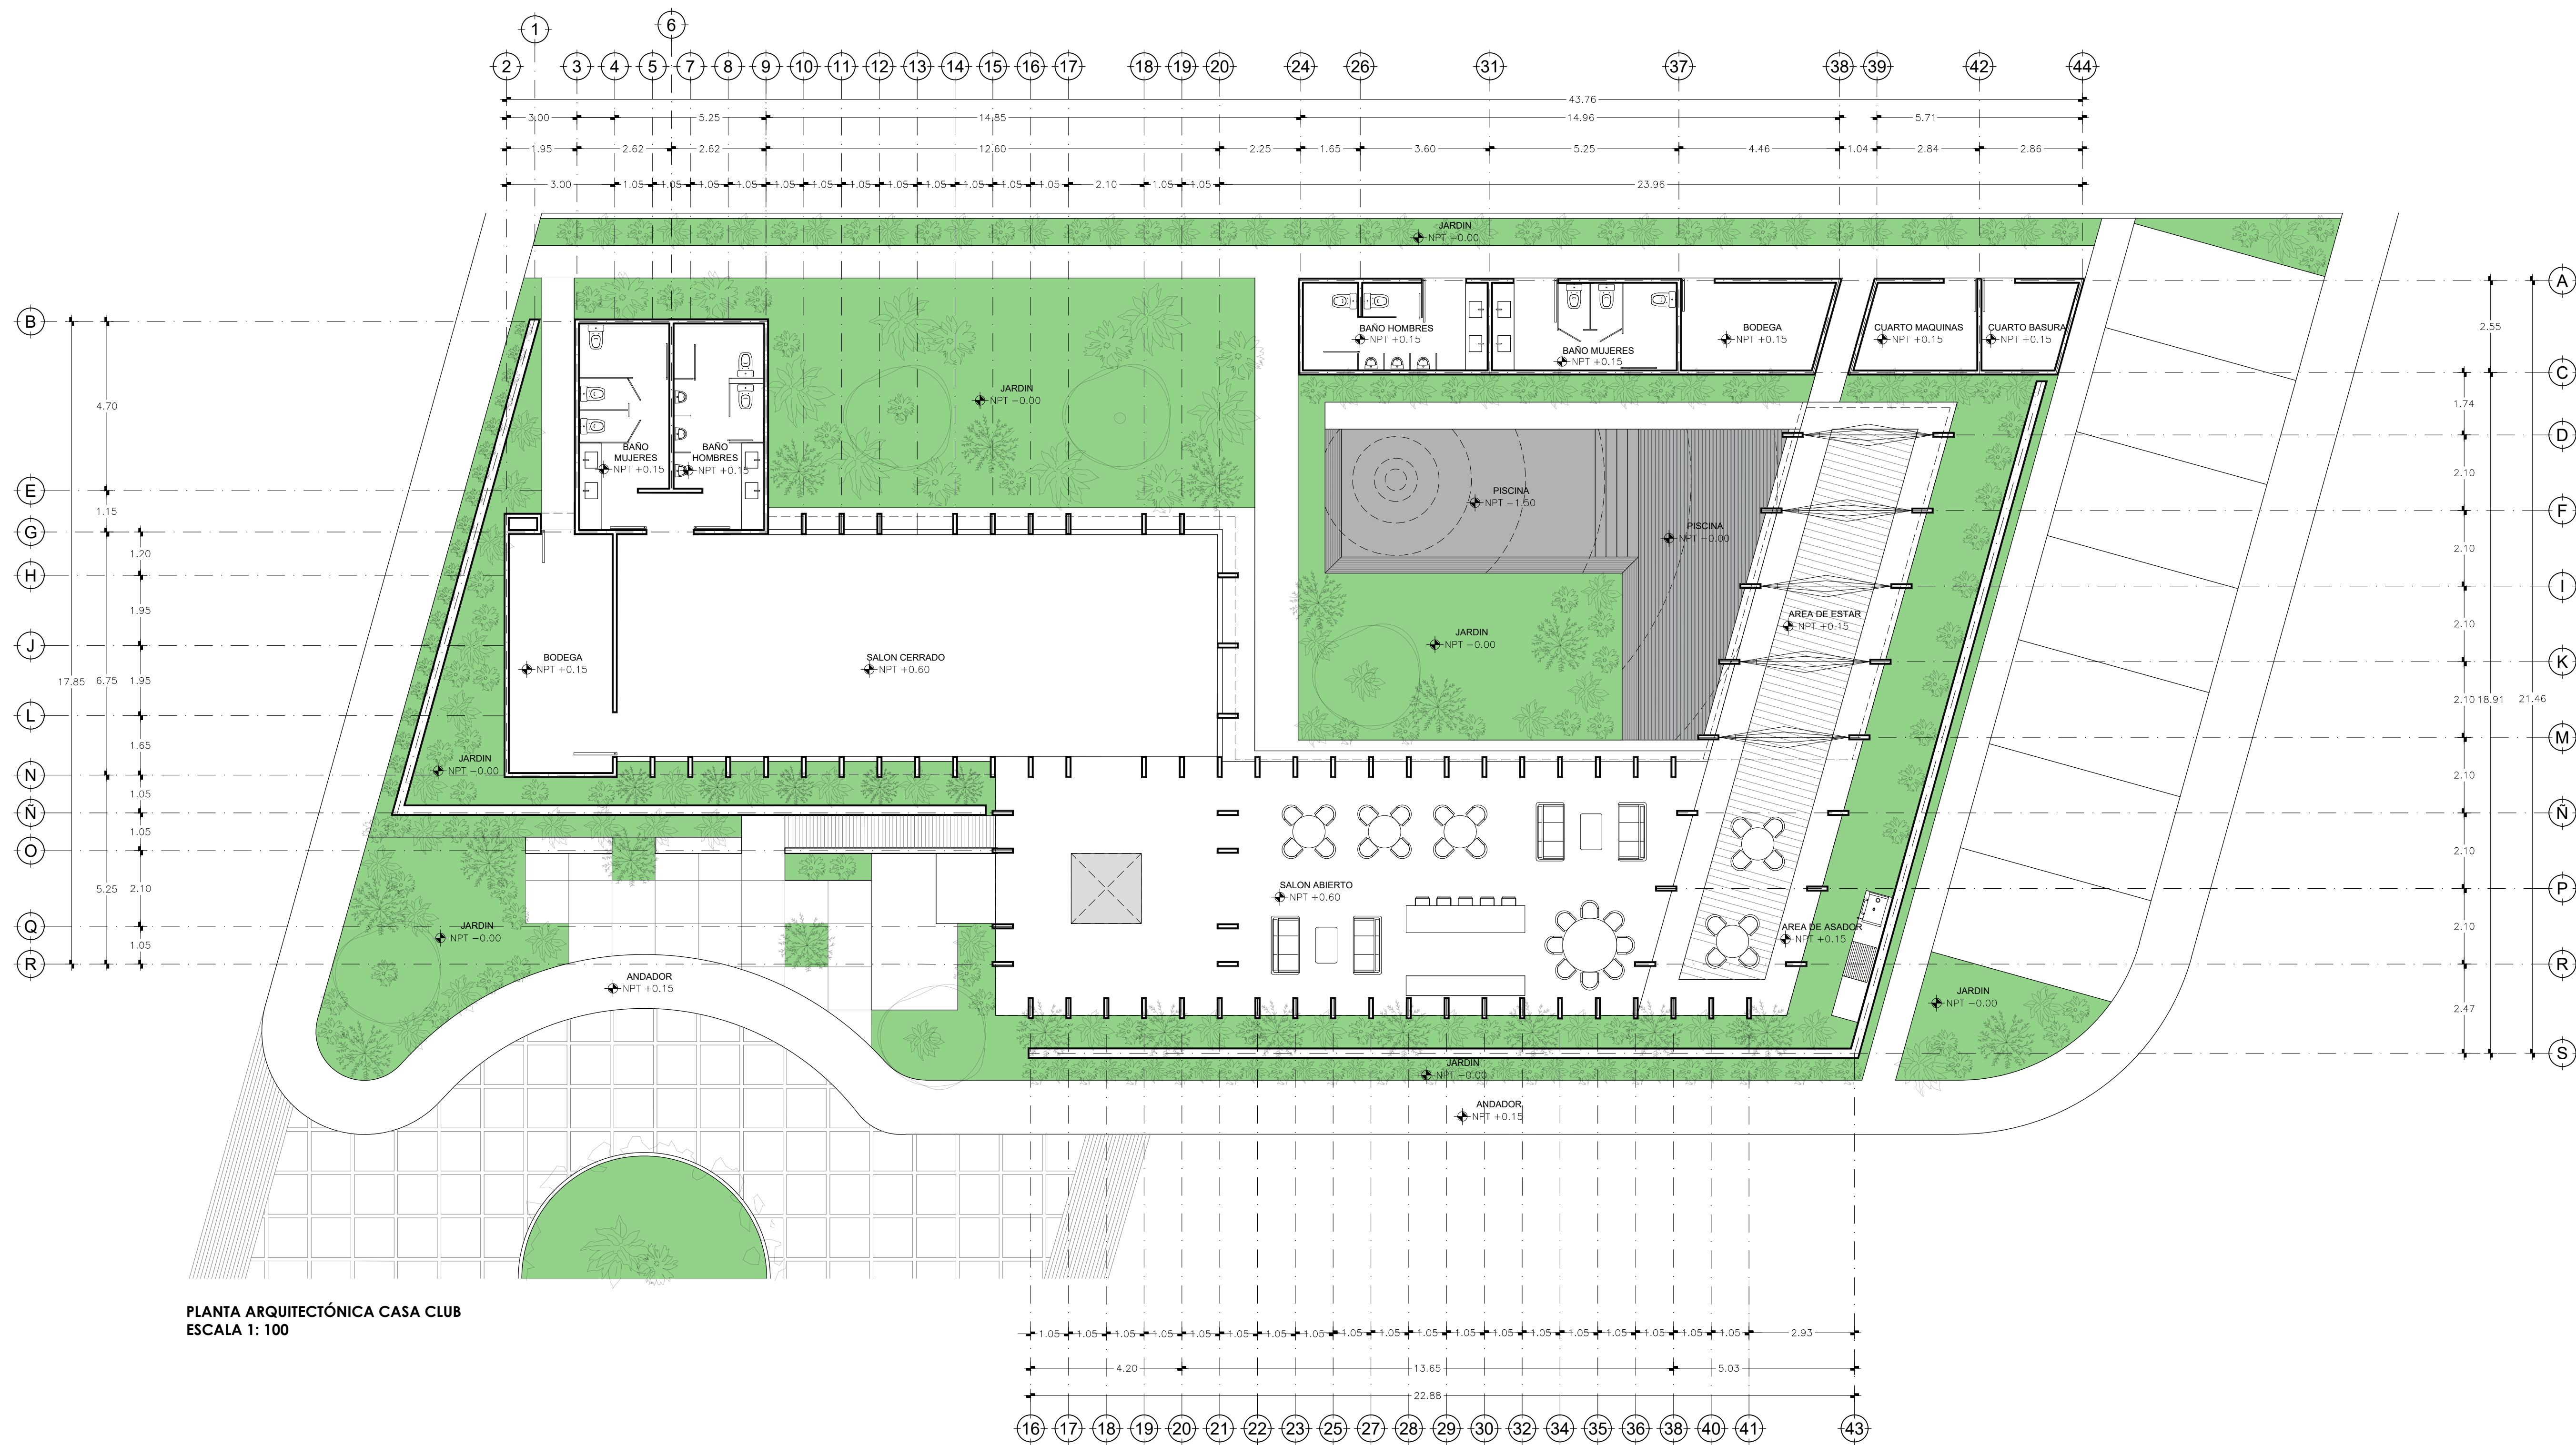 1 6
2 3 4 5 7 8 9 10 11 12 13 14 15 16 17 18 19 20 24 26 31 37 38 39 42 44
43.76
3.00 5.25 14.85 14.96 5.71
1.95 2.62 2.62 12.60 2.25 1.65 3.60 5.25 4.46 1.04 2.84 2.86
3.00 1.05 1.05 1.05 1.05 1.05 1.05 1.05 1.05 1.05 1.05 1.05 1.05 2.10 1.05 1.05 23.96
JARDIN
NPT -0.00
A
B
BAÑO HOMBRES
NPT +0.15
BAÑO MUJERES
NPT +0.15
BODEGA
NPT +0.15
CUARTO MAQUINAS
NPT +0.15
CUARTO BASURA
NPT +0.15
2.55
C
4.70
JARDIN
NPT -0.00
1.74
D
BAÑO
MUJERES
NPT +0.15
BAÑO
HOMBRES
NPT +0.15
2.10
E
PISCINA
NPT -1.50
F
1.15
G
PISCINA
NPT -0.00
1.20
2.10
H
I
1.95
AREA DE ESTAR
NPT +0.15
2.10
J
JARDIN
NPT -0.00
BODEGA
NPT +0.15
SALON CERRADO
NPT +0.60
K
17.85 6.75 1.95
2.10 18.91 21.46
L
M
1.65
JARDIN
NPT -0.00
N
2.10
1.05
Ñ
Ñ
1.05
O
2.10
5.25 2.10
SALON ABIERTO
NPT +0.60
P
Q
JARDIN
NPT -0.00
AREA DE ASADOR
NPT +0.15
2.10
1.05
R
R
ANDADOR
NPT +0.15
JARDIN
NPT -0.00
2.47
S
JARDIN
NPT -0.00
ANDADOR
NPT +0.15
PLANTA ARQUITECTÓNICA CASA CLUB
ESCALA 1: 100
1.05 1.05 1.05 1.05 1.05 1.05 1.05 1.05 1.05 1.05 1.05 1.05 1.05 1.05 1.05 1.05 1.05 1.05 1.05 2.93
4.20 13.65 5.03
22.88
16 17 18 19 20 21 22 23 25 27 28 29 30 32 34 35 36 38 40 41 43